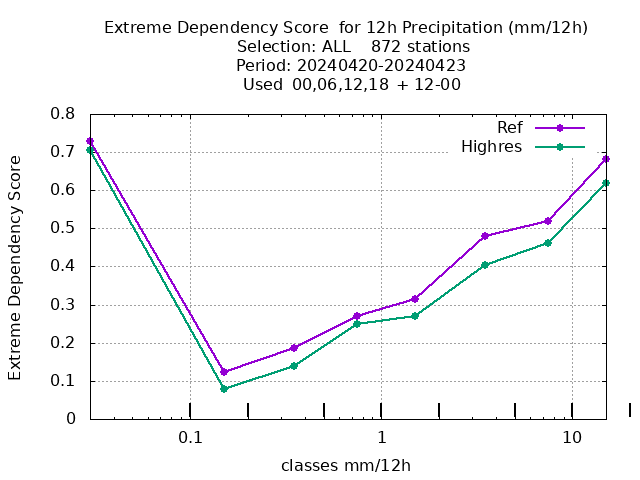 Extreme Dependency Score  for 12h Precipitation (mm/12h)
Selection: ALL    872 stations
Period: 20240420-20240423
Used  00,06,12,18  + 12-00
Ref
Highres
Extreme Dependency Score
0.8
0.7
0.6
0.5
0.4
0.3
0.2
0.1
0
0.1 1 10
classes mm/12h